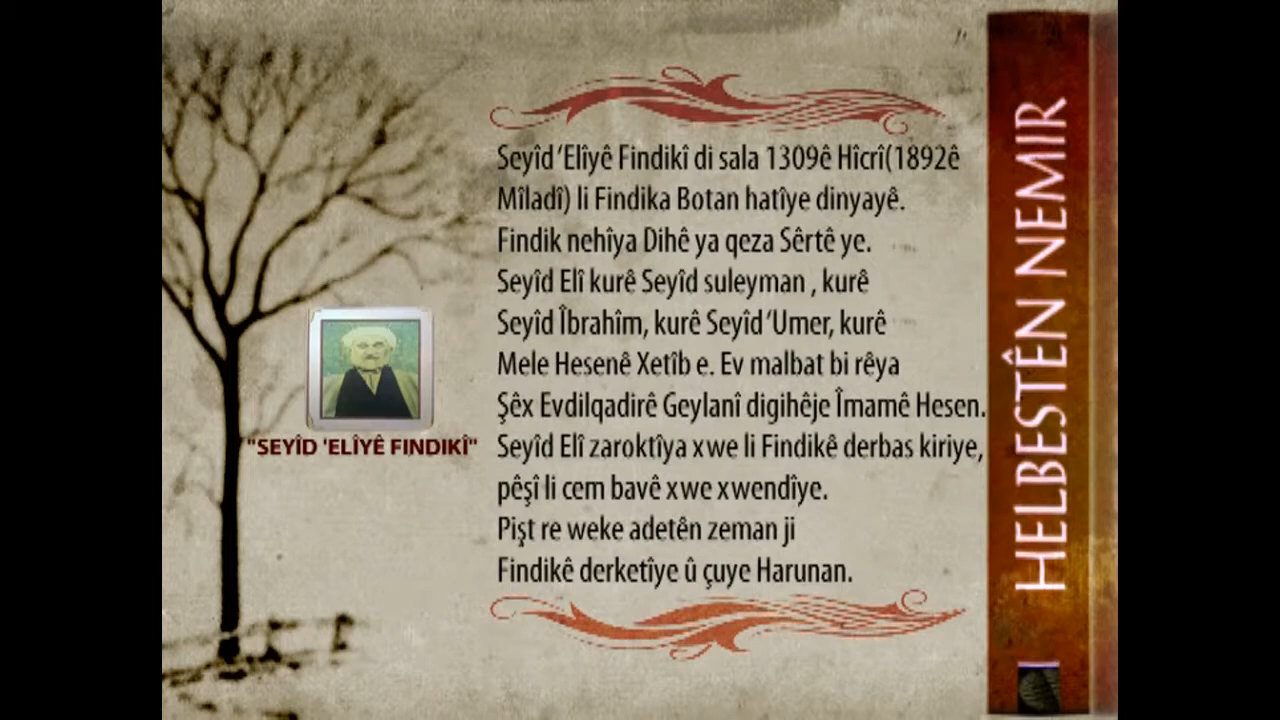 Seyîd 'Elîyê Findikî di sala 1309ê Hîcrî(1892ê
Mîladî) li Findika Botan hatîye dinyayê.
Findik nehîya Dihê ya qeza Sêrtê ye.
Seyîd Elî kurê Seyîd suleyman , kurê
Seyîd Îbrahîm, kurê Seyîd 'Umer, kurê
Mele Hesenê Xetîb e. Ev malbat bi rêya
Şêx Evdilqadirê Geylanî digihêje Îmamê Hesen.
Seyîd Elî zaroktîya xwe li Findikê derbas kiriye,
pêşî li cem bavê xwe xwendîye.
Pişt re weke adetên zeman ji
Findikê derketîye û çuye Harunan.
"SEYÎD 'ELÎYÊ FINDIKÎ"
HELBESTÊN NEMIR